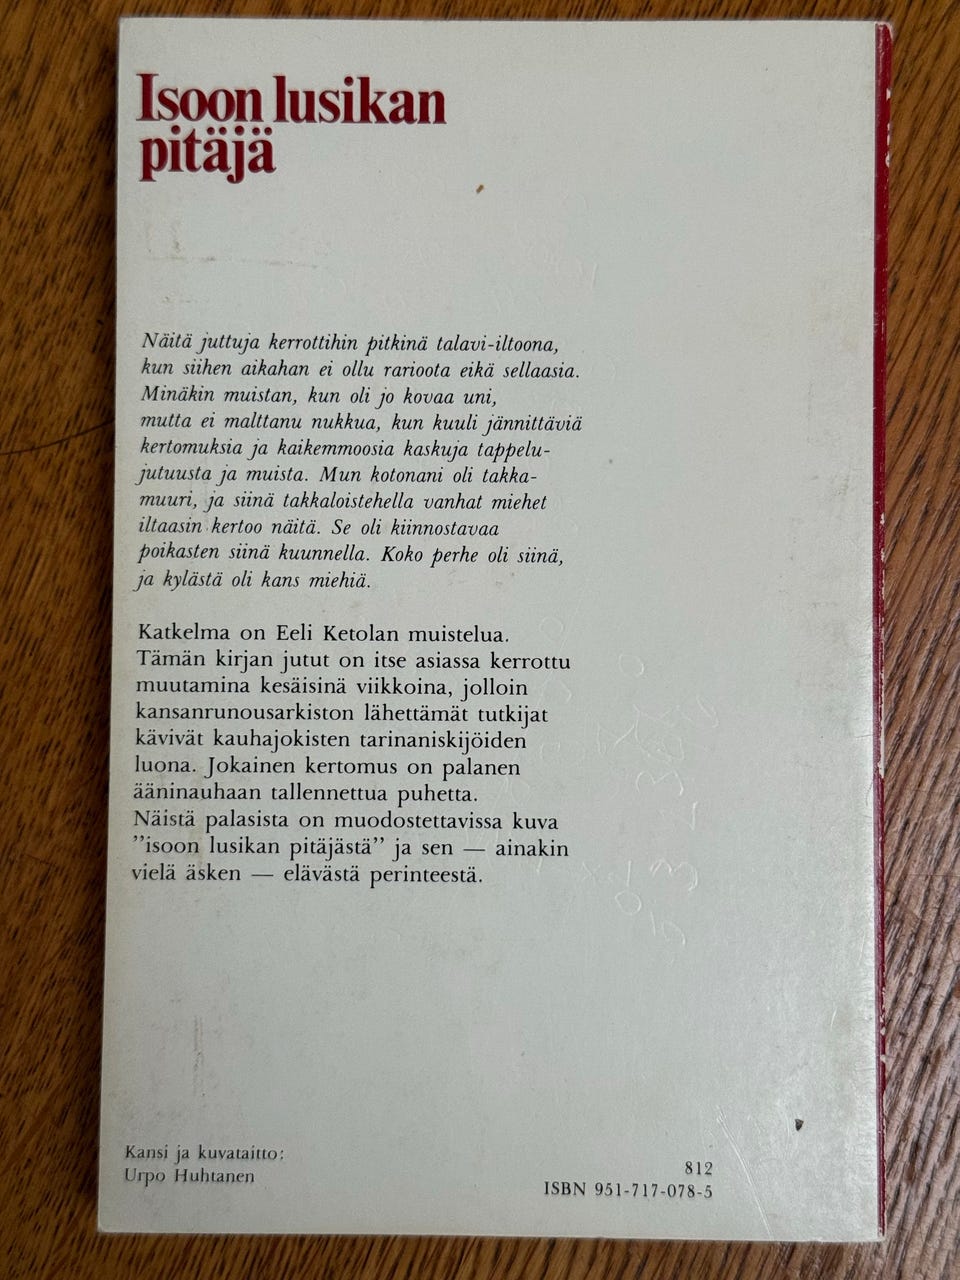 Isoon lusikan
pitäjä
Näitä juttuja kerrottihin pitkinä talavi-iltoona,
kun siihen aikahan ei ollu rarioota eikä sellaasia.
Minäkin muistan, kun oli jo kovaa uni,
mutta ei malttanu nukkua, kun kuuli jännittäviä
kertomuksia ja kaikemmoosia kaskuja tappelu-
jutuusta ja muista. Mun kotonani oli takka-
muuri, ja siinä takkaloistehella vanhat miehet
iltaasin kertoo näitä. Se oli kiinnostavaa
poikasten siinä kuunnella. Koko perhe oli siinä,
ja kylästä oli kans miehiä.
Katkelma on Eeli Ketolan muistelua.
Tämän kirjan jutut on itse asiassa kerrottu
muutamina kesäisinä viikkoina, jolloin
kansanrunousarkiston lähettämät tutkijat
kävivät kauhajokisten tarinaniskijöiden
luona. Jokainen kertomus on palanen
ääninauhaan tallennettua puhetta.
Näistä palasista on muodostettavissa kuva
”isoon lusikan pitäjästä” ja sen — ainakin
vielä äsken — elävästä perinteestä.
Kansi ja kuvataitto:
Urpo Huhtanen
812
ISBN 951-717-078-5